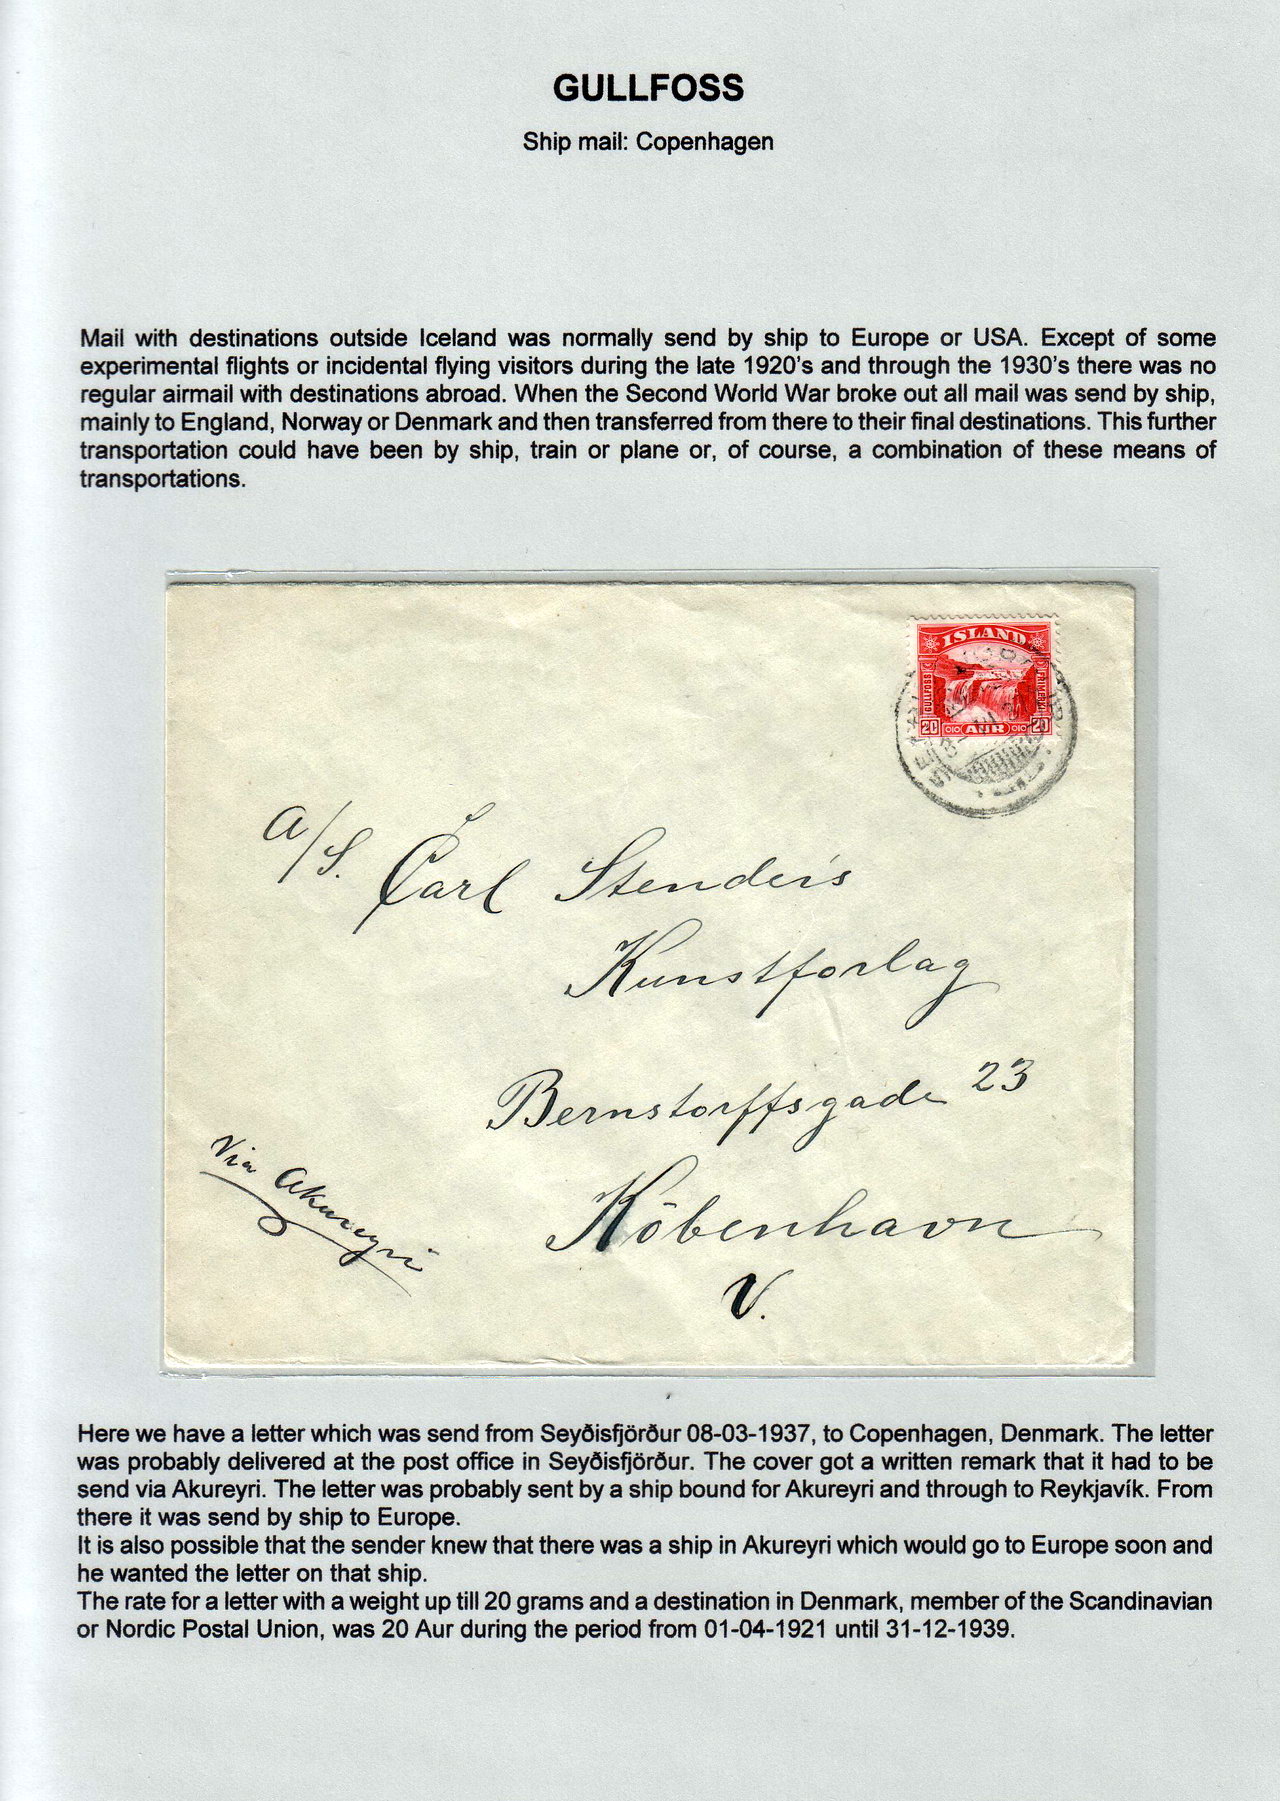 GULLFOSS
Ship mail: Copenhagen
Mail with destinations outside Iceland was normally send by ship to Europe or USA. Except of some
experimental flights or incidental flying visitors during the late 1920's and through the 1930's there was no
regular airmail with destinations abroad. When the Second World War broke out all mail was send by ship,
mainly to England, Norway or Denmark and then transferred from there to their final destinations. This further
transportation could have been by ship, train or plane or, of course, a combination of these means of
transportations.
ISLAND
GULLFOSS
FRIMERKI
20 AUR 20
A/S. Carl Stender's
Kunstforlag
Bernstorffsgade 23
Via Akureyri
Köbenhavn
V.
Here we have a letter which was send from Seyðisfjörður 08-03-1937, to Copenhagen, Denmark. The letter
was probably delivered at the post office in Seyðisfjörður. The cover got a written remark that it had to be
send via Akureyri. The letter was probably sent by a ship bound for Akureyri and through to Reykjavík. From
there it was send by ship to Europe.
It is also possible that the sender knew that there was a ship in Akureyri which would go to Europe soon and
he wanted the letter on that ship.
The rate for a letter with a weight up till 20 grams and a destination in Denmark, member of the Scandinavian
or Nordic Postal Union, was 20 Aur during the period from 01-04-1921 until 31-12-1939.